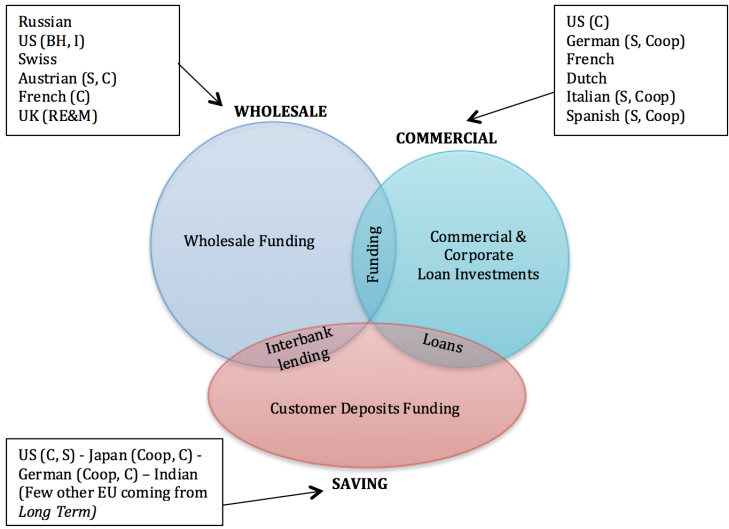 Russian
US (BH, I)
Swiss
Austrian (S, C)
French (C)
UK (RE&M)
US (C)
German (S, Coop)
French
Dutch
Italian (S, Coop)
Spanish (S, Coop)
WHOLESALE
COMMERCIAL
Wholesale Funding
Funding
Commercial &
Corporate
Loan Investments
Interbank
lending
Loans
Customer Deposits Funding
US (C, S) - Japan (Coop, C) -
German (Coop, C) – Indian
(Few other EU coming from
Long Term)
SAVING